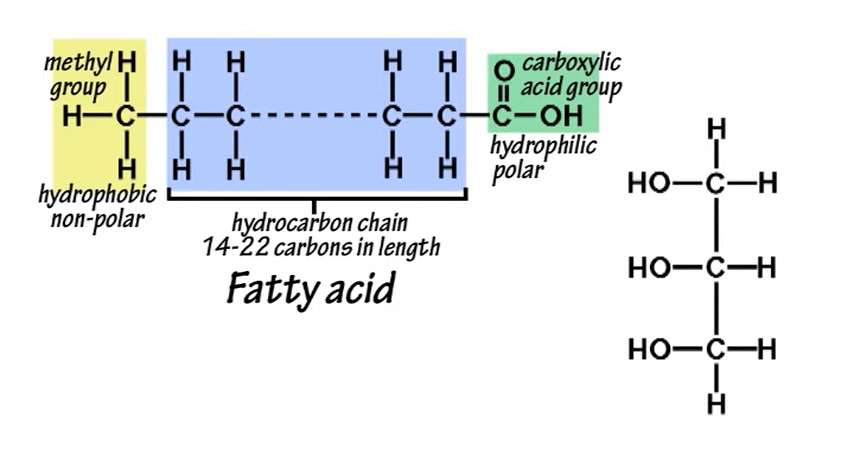 methyl
group
H H H H H O carboxylic
acid group
H—C—C—C--------C—C—C—OH
H H H H H
hydrophilic
polar
hydrophobic
non-polar
hydrocarbon chain
14-22 carbons in length
Fatty acid
H
HO—C—H
HO—C—H
HO—C—H
H